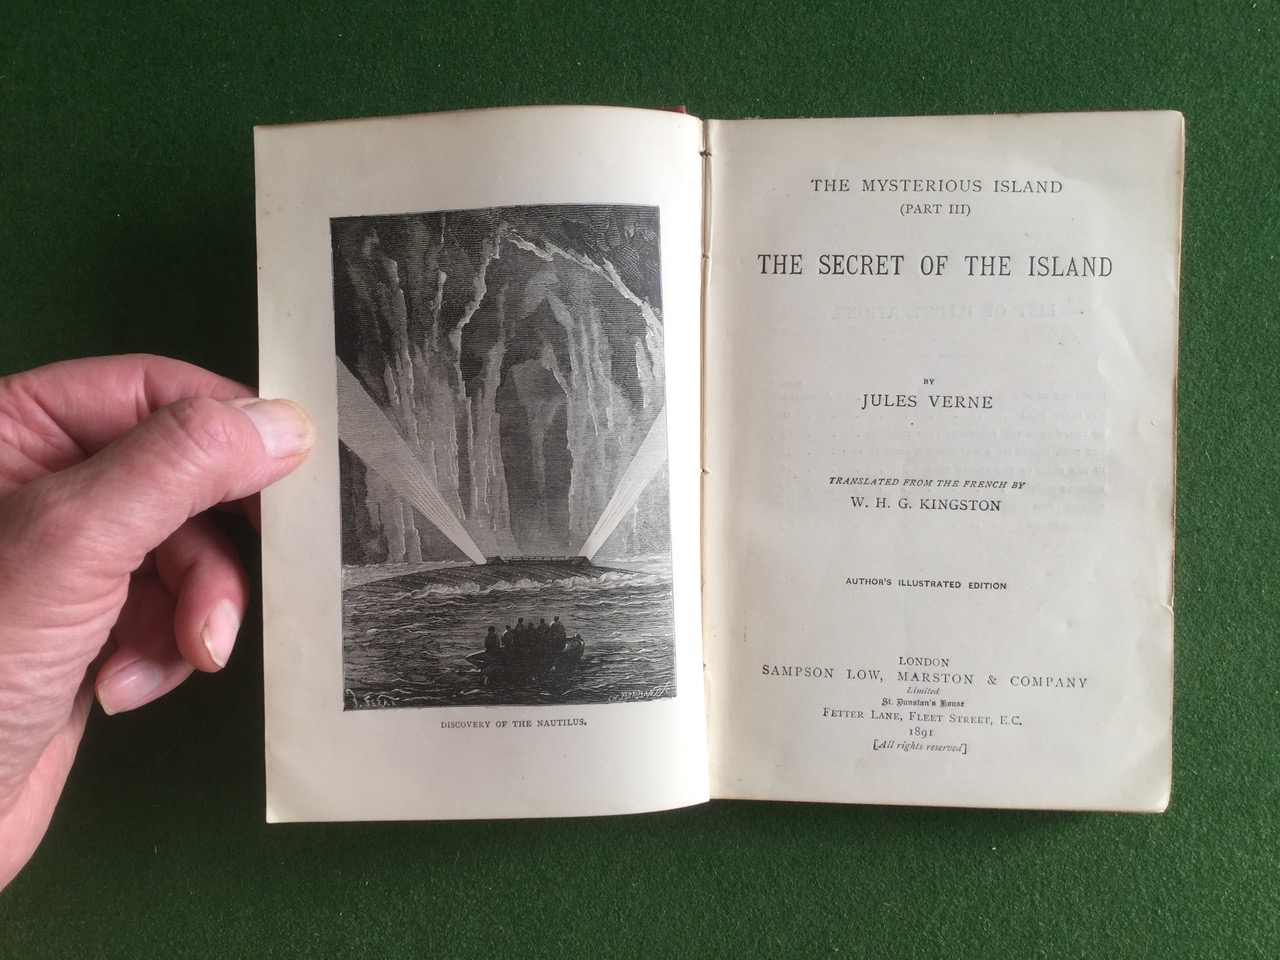 DISCOVERY OF THE NAUTILUS.
THE MYSTERIOUS ISLAND
(PART III)
THE SECRET OF THE ISLAND
BY
JULES VERNE
TRANSLATED FROM THE FRENCH BY
W. H. G. KINGSTON
AUTHOR'S ILLUSTRATED EDITION
LONDON
SAMPSON LOW, MARSTON & COMPANY
Limited
St. Dunstan's House
FETTER LANE, FLEET STREET, E.C.
1891
[All rights reserved]